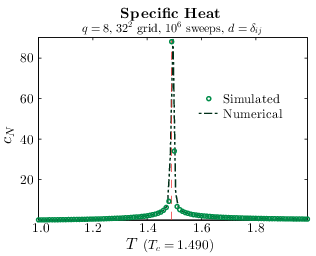 Specific Heat
q = 8, 32² grid, 10⁶ sweeps, d = δᵢⱼ
80
60
40
20
c_N
Simulated
Numerical
1.0 1.2 1.4 1.6 1.8
T (T_c = 1.490)